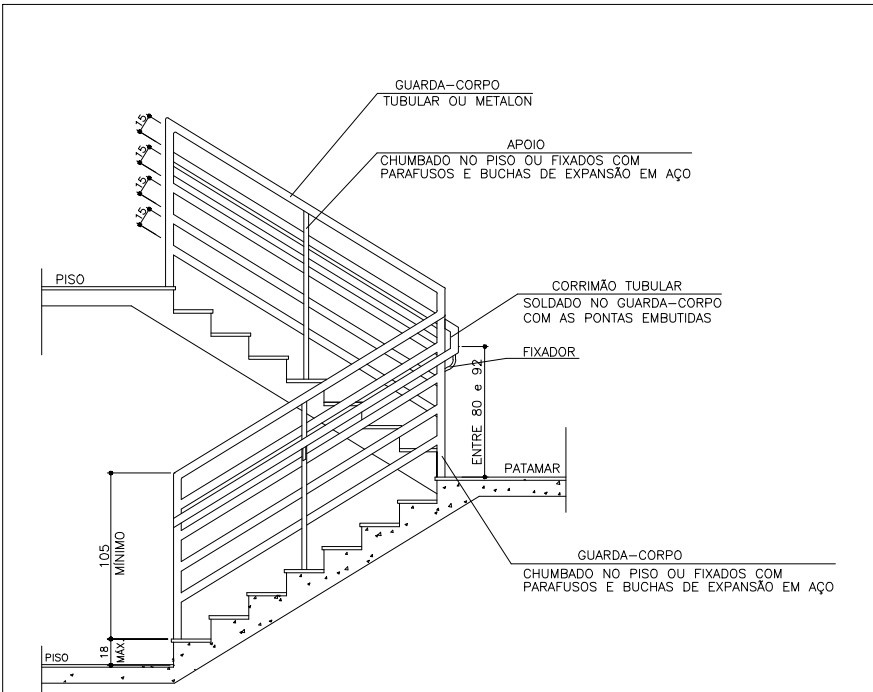 GUARDA-CORPO
TUBULAR OU METALON
15
15
15
15
APOIO
CHUMBADO NO PISO OU FIXADOS COM
PARAFUSOS E BUCHAS DE EXPANSÃO EM AÇO
PISO
CORRIMÃO TUBULAR
SOLDADO NO GUARDA-CORPO
COM AS PONTAS EMBUTIDAS
FIXADOR
ENTRE 80 e 92
PATAMAR
105
MÍNIMO
GUARDA-CORPO
CHUMBADO NO PISO OU FIXADOS COM
PARAFUSOS E BUCHAS DE EXPANSÃO EM AÇO
18
MÁX.
PISO